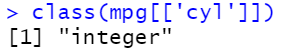 > class(mpg[['cyl']])
[1] "integer"